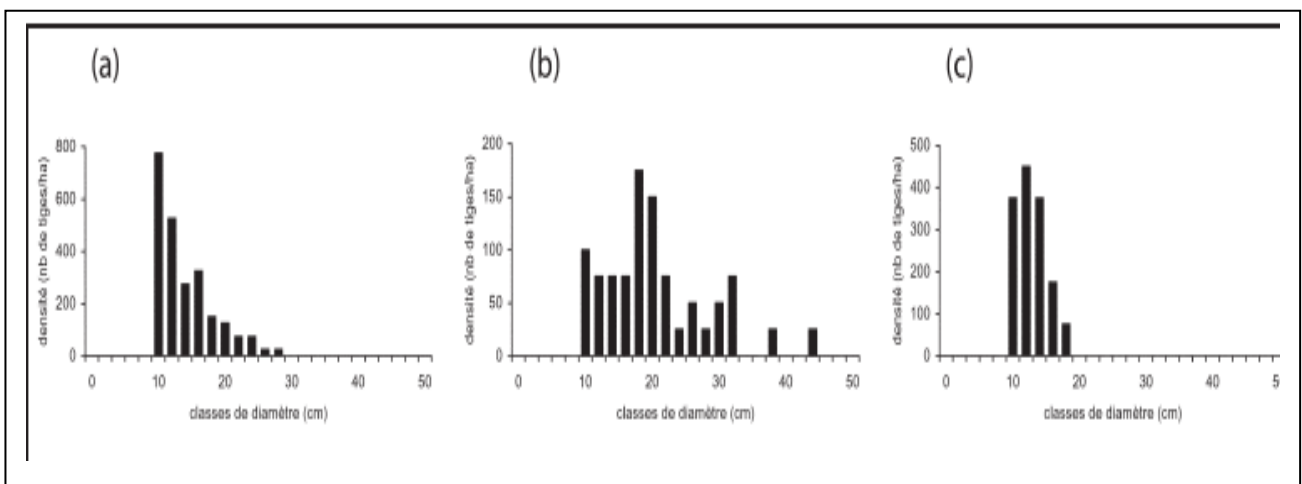 (a)
(b)
(c)
800
600
400
200
0
densité (nb de tiges/ha)
0 10 20 30 40 50
classes de diamètre (cm)
200
150
100
50
0
densité (nb de tiges/ha)
0 10 20 30 40 50
classes de diamètre (cm)
500
400
300
200
100
0
densité (nb de tiges/ha)
0 10 20 30 40 5
classes de diamètre (cm)